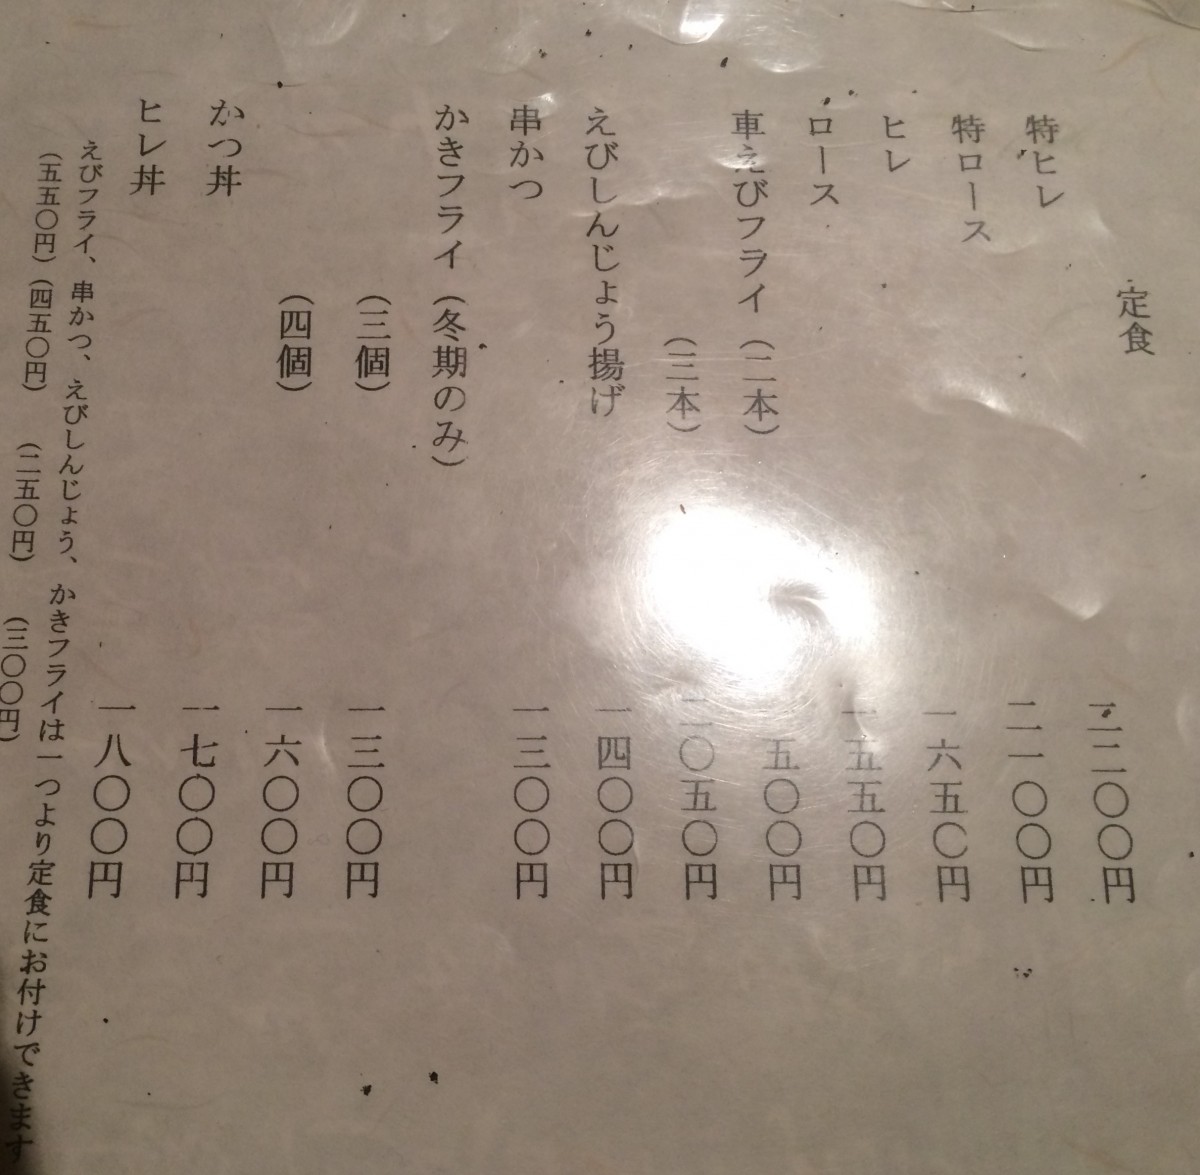 定食
特ヒレ 二二〇〇円
特ロース 二一〇〇円
ヒレ 一六五〇円
ロース 一五五〇円
車えびフライ（二本） 一五〇〇円
（三本） 二〇五〇円
えびしんじょう揚げ 一四〇〇円
串かつ 一三〇〇円
かきフライ（冬期のみ）
（三個） 一三〇〇円
（四個） 一六〇〇円
かつ丼 一七〇〇円
ヒレ丼 一八〇〇円
えびフライ、串かつ、えびしんじょう、かきフライは一つより定食にお付けできます
（五五〇円）（四五〇円） （二五〇円） （三〇〇円）